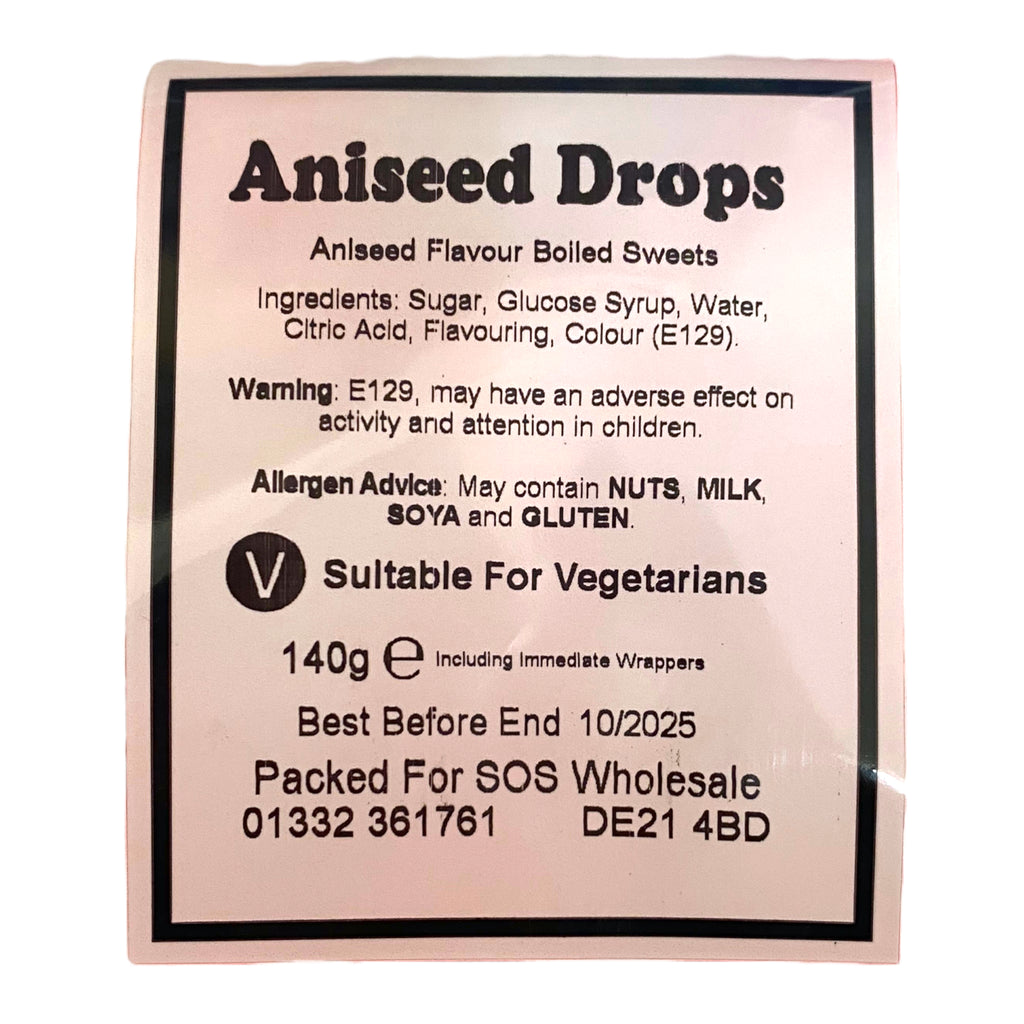 Aniseed Drops
Aniseed Flavour Boiled Sweets
Ingredients: Sugar, Glucose Syrup, Water,
Citric Acid, Flavouring, Colour (E129).
Warning: E129, may have an adverse effect on
activity and attention in children.
Allergen Advice: May contain NUTS, MILK,
SOYA and GLUTEN.
V Suitable For Vegetarians
140g ℮ Including Immediate Wrappers
Best Before End 10/2025
Packed For SOS Wholesale
01332 361761 DE21 4BD